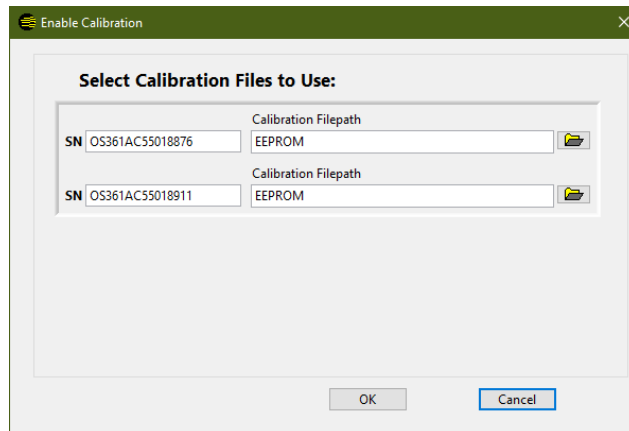 Enable Calibration
Select Calibration Files to Use:
Calibration Filepath
SN OS361AC55018876 EEPROM
Calibration Filepath
SN OS361AC55018911 EEPROM
OK Cancel